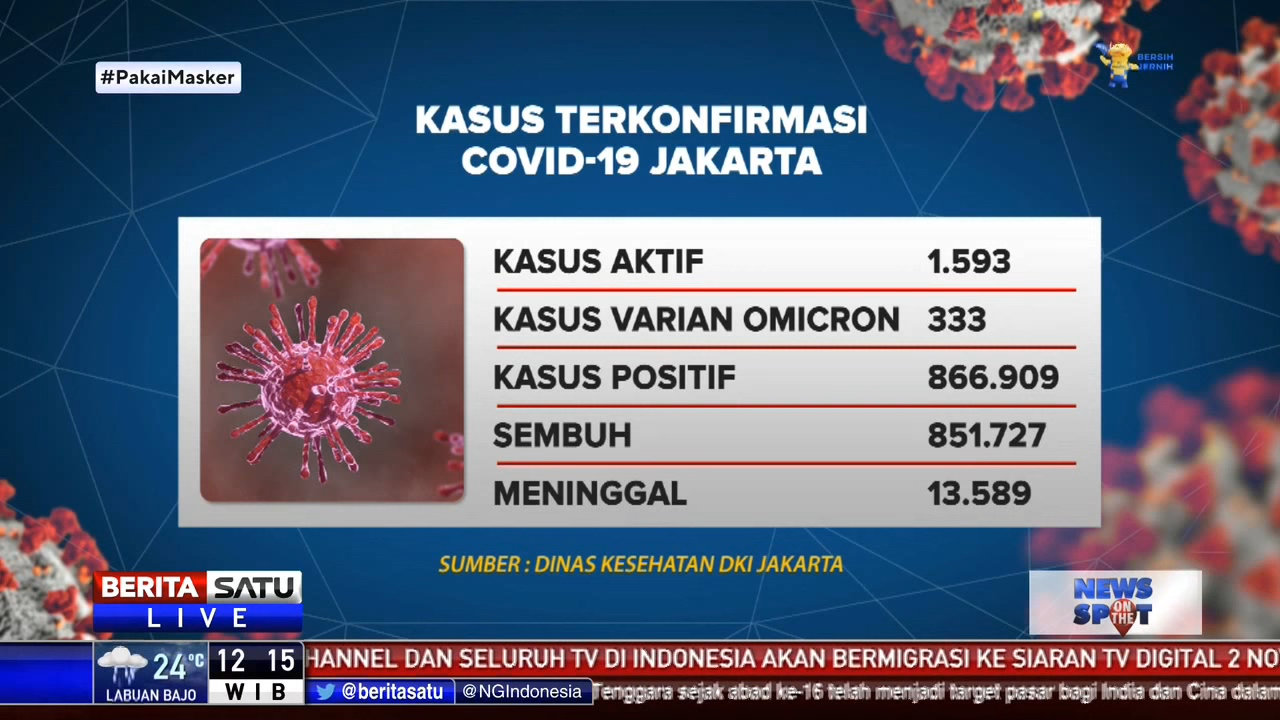 #PakaiMasker
BERSIH
JERNIH
KASUS TERKONFIRMASI
COVID-19 JAKARTA
KASUS AKTIF 1.593
KASUS VARIAN OMICRON 333
KASUS POSITIF 866.909
SEMBUH 851.727
MENINGGAL 13.589
SUMBER : DINAS KESEHATAN DKI JAKARTA
BERITA SATU
LIVE
NEWS
ON THE
SPOT
24°C
LABUAN BAJO
12 15
WIB
HANNEL DAN SELURUH TV DI INDONESIA AKAN BERMIGRASI KE SIARAN TV DIGITAL 2 NO
@beritasatu @NGIndonesia
Tenggara sejak abad ke-16 telah menjadi target pasar bagi India dan Cina dalam